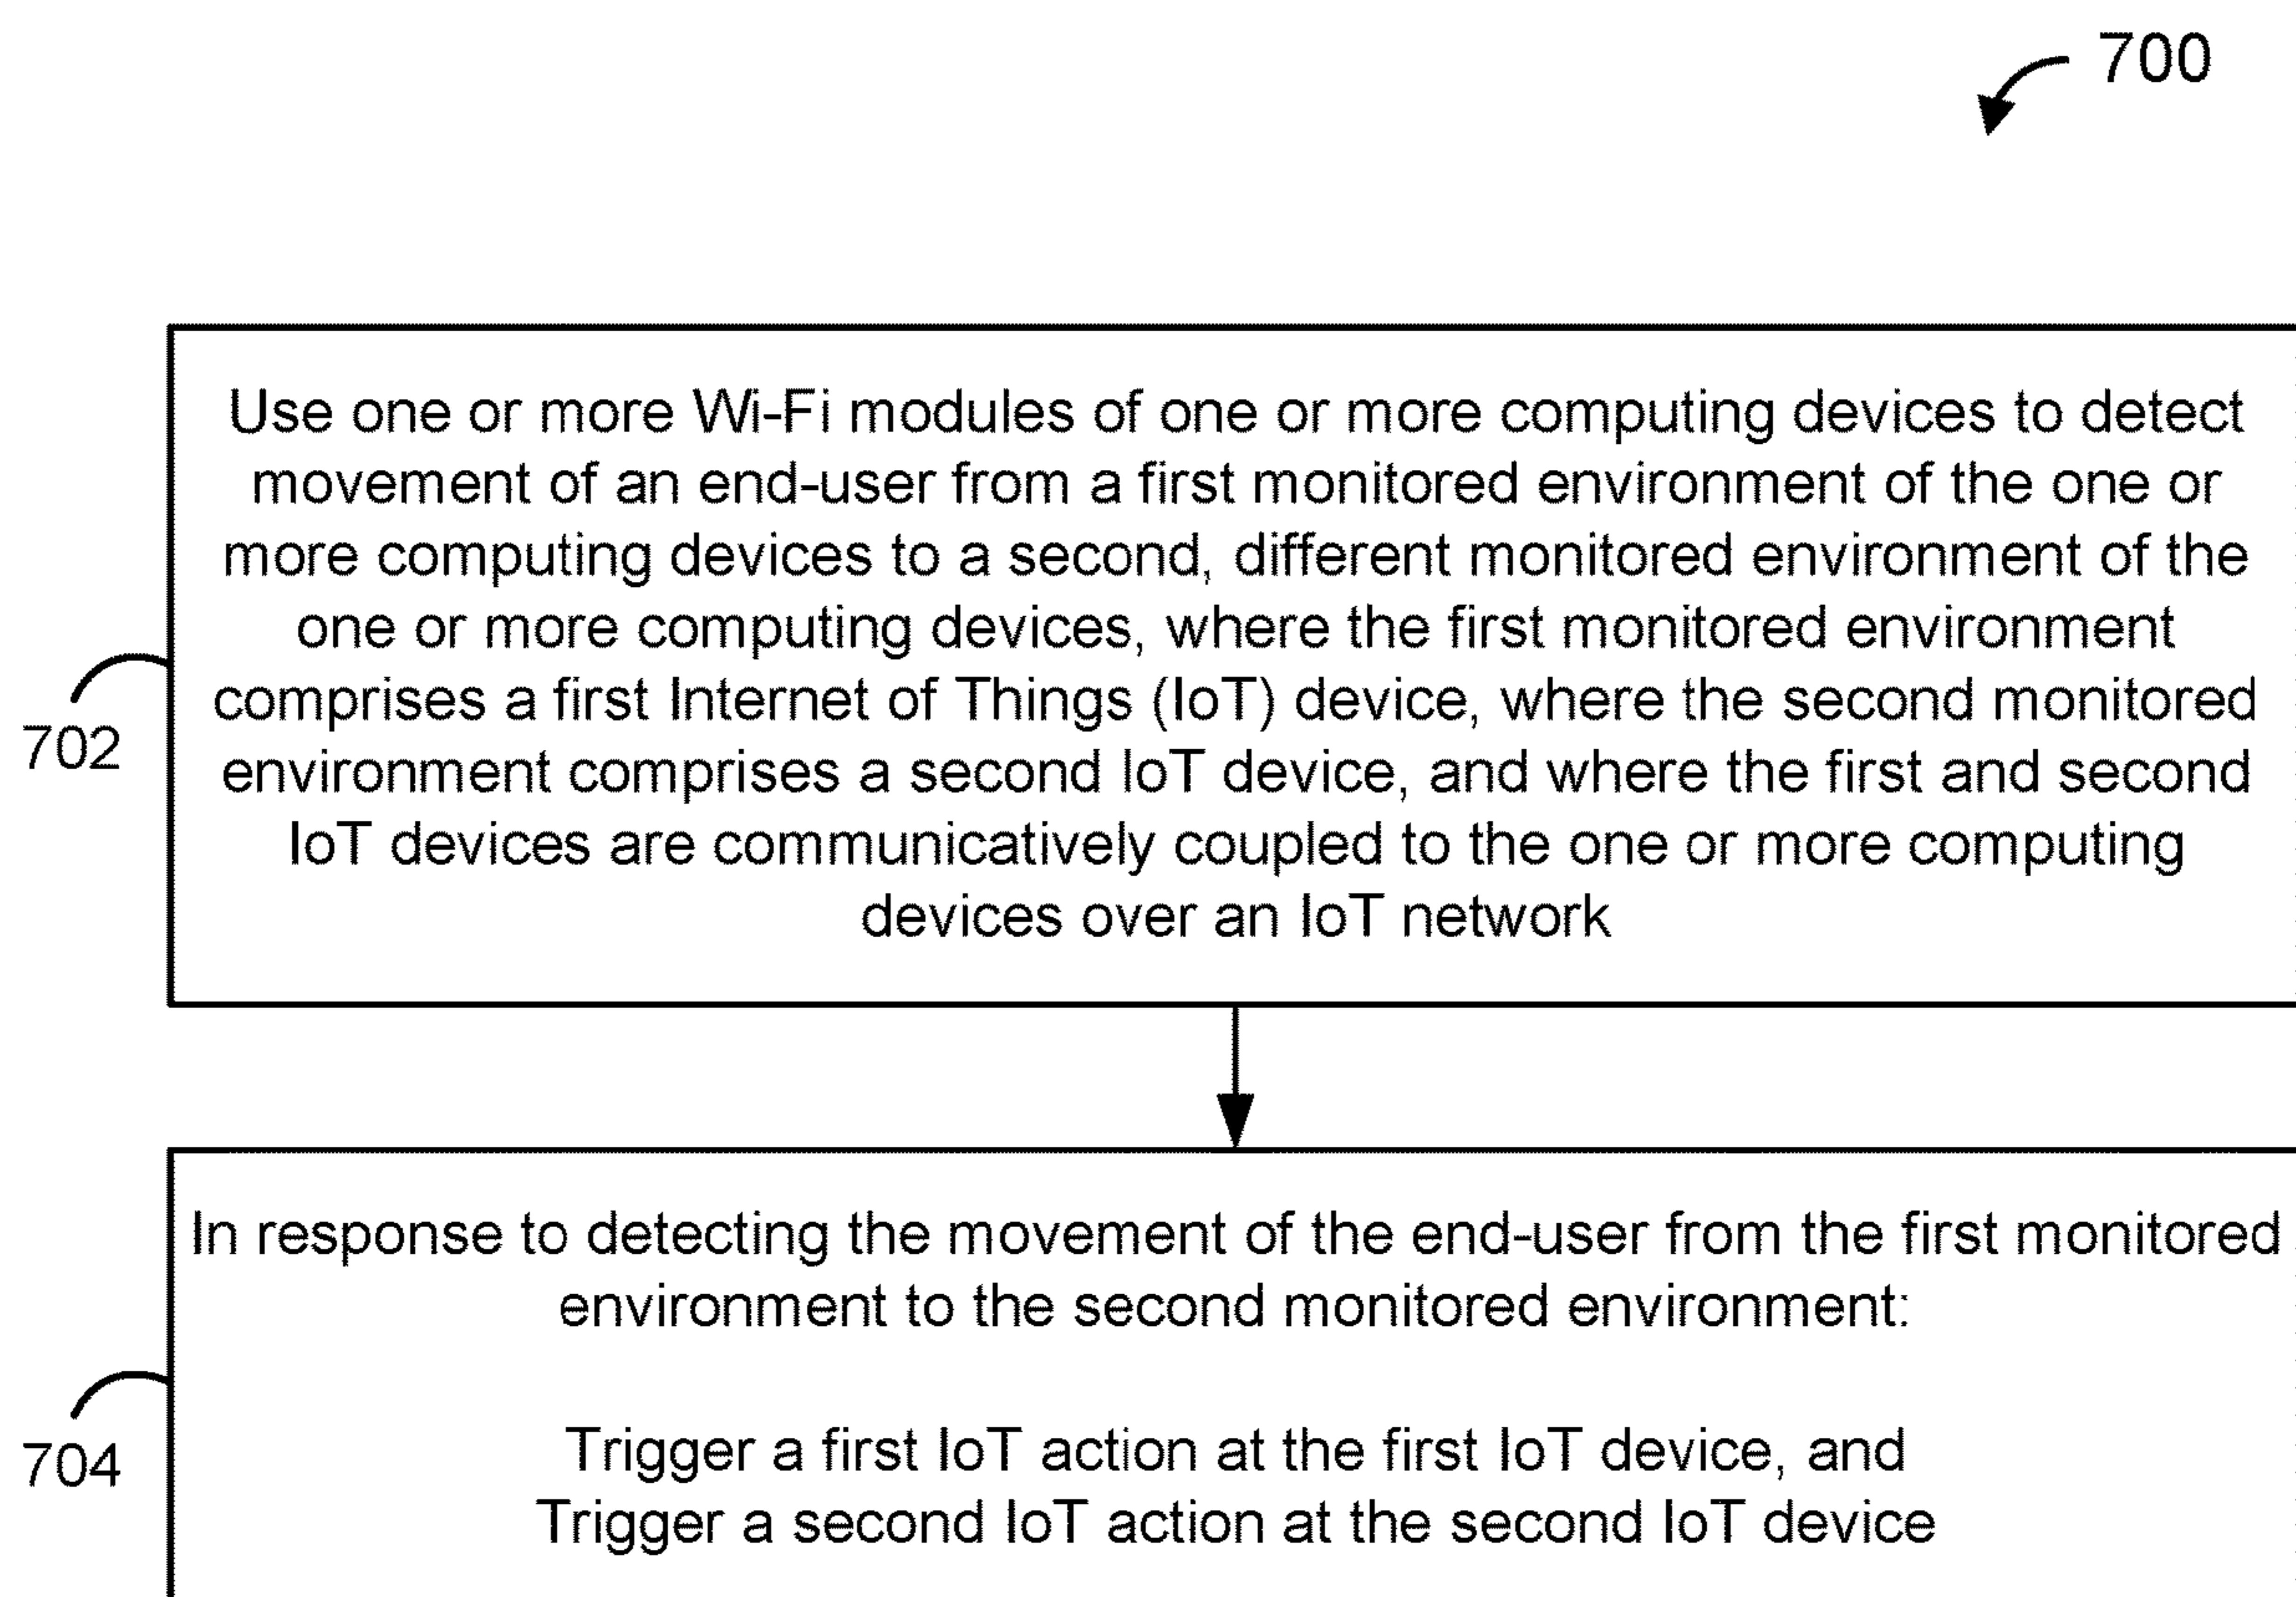 700
Use one or more Wi-Fi modules of one or more computing devices to detect
movement of an end-user from a first monitored environment of the one or
more computing devices to a second, different monitored environment of the
one or more computing devices, where the first monitored environment
comprises a first Internet of Things (IoT) device, where the second monitored
environment comprises a second IoT device, and where the first and second
IoT devices are communicatively coupled to the one or more computing
devices over an IoT network
702
In response to detecting the movement of the end-user from the first monitored
environment to the second monitored environment:
Trigger a first IoT action at the first IoT device, and
Trigger a second IoT action at the second IoT device
704